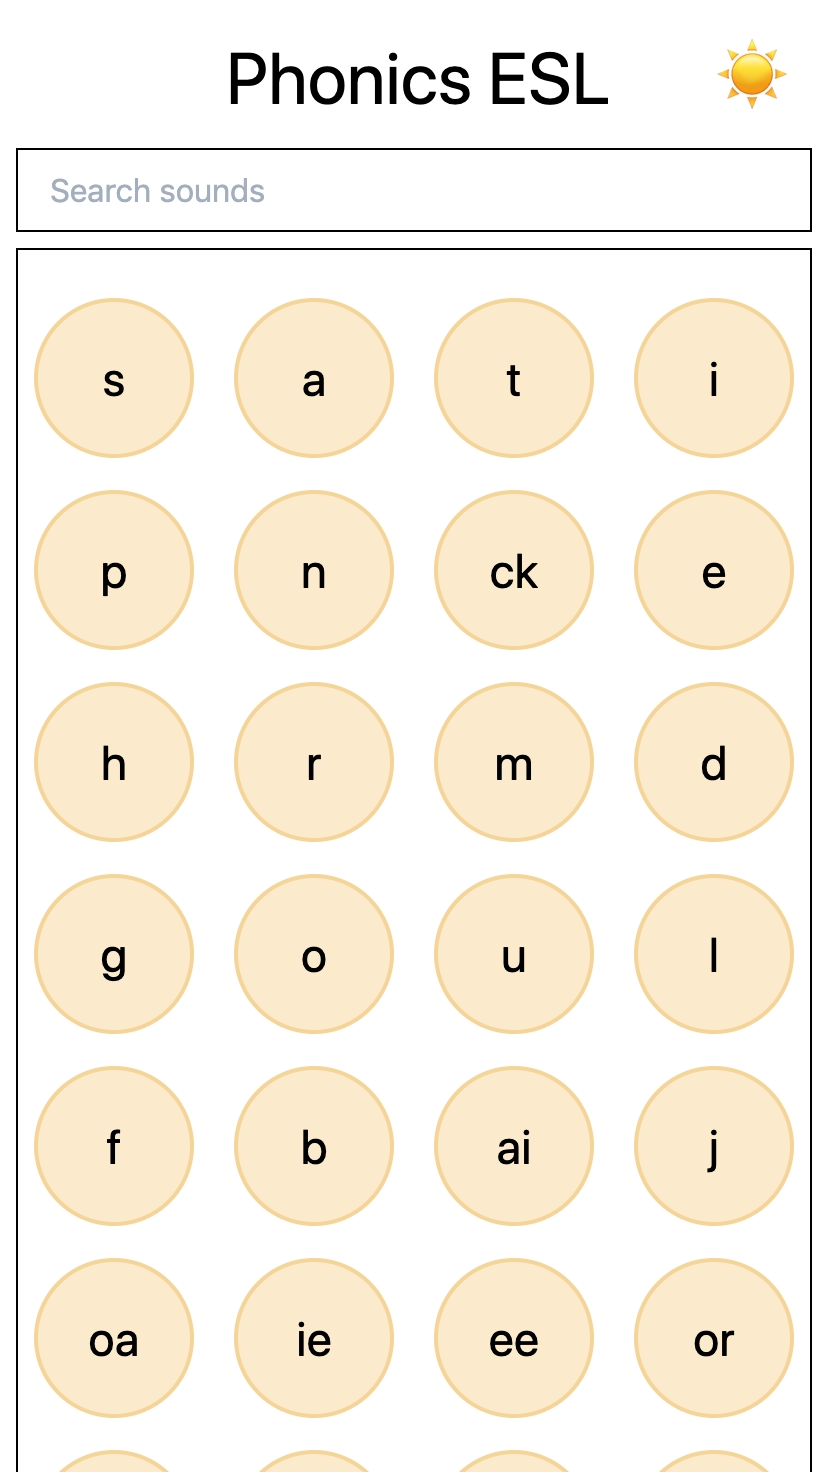 Phonics ESL
Search sounds
s a t i
p n ck e
h r m d
g o u l
f b ai j
oa ie ee or